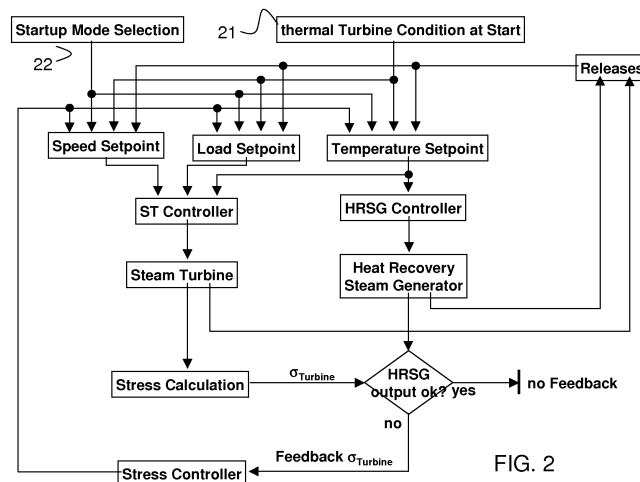 Startup Mode Selection
21
thermal Turbine Condition at Start
22
Releases
Speed Setpoint
Load Setpoint
Temperature Setpoint
ST Controller
HRSG Controller
Steam Turbine
Heat Recovery
Steam Generator
Stress Calculation
σTurbine
HRSG
output ok?
yes
no Feedback
no
Feedback σTurbine
Stress Controller
FIG. 2